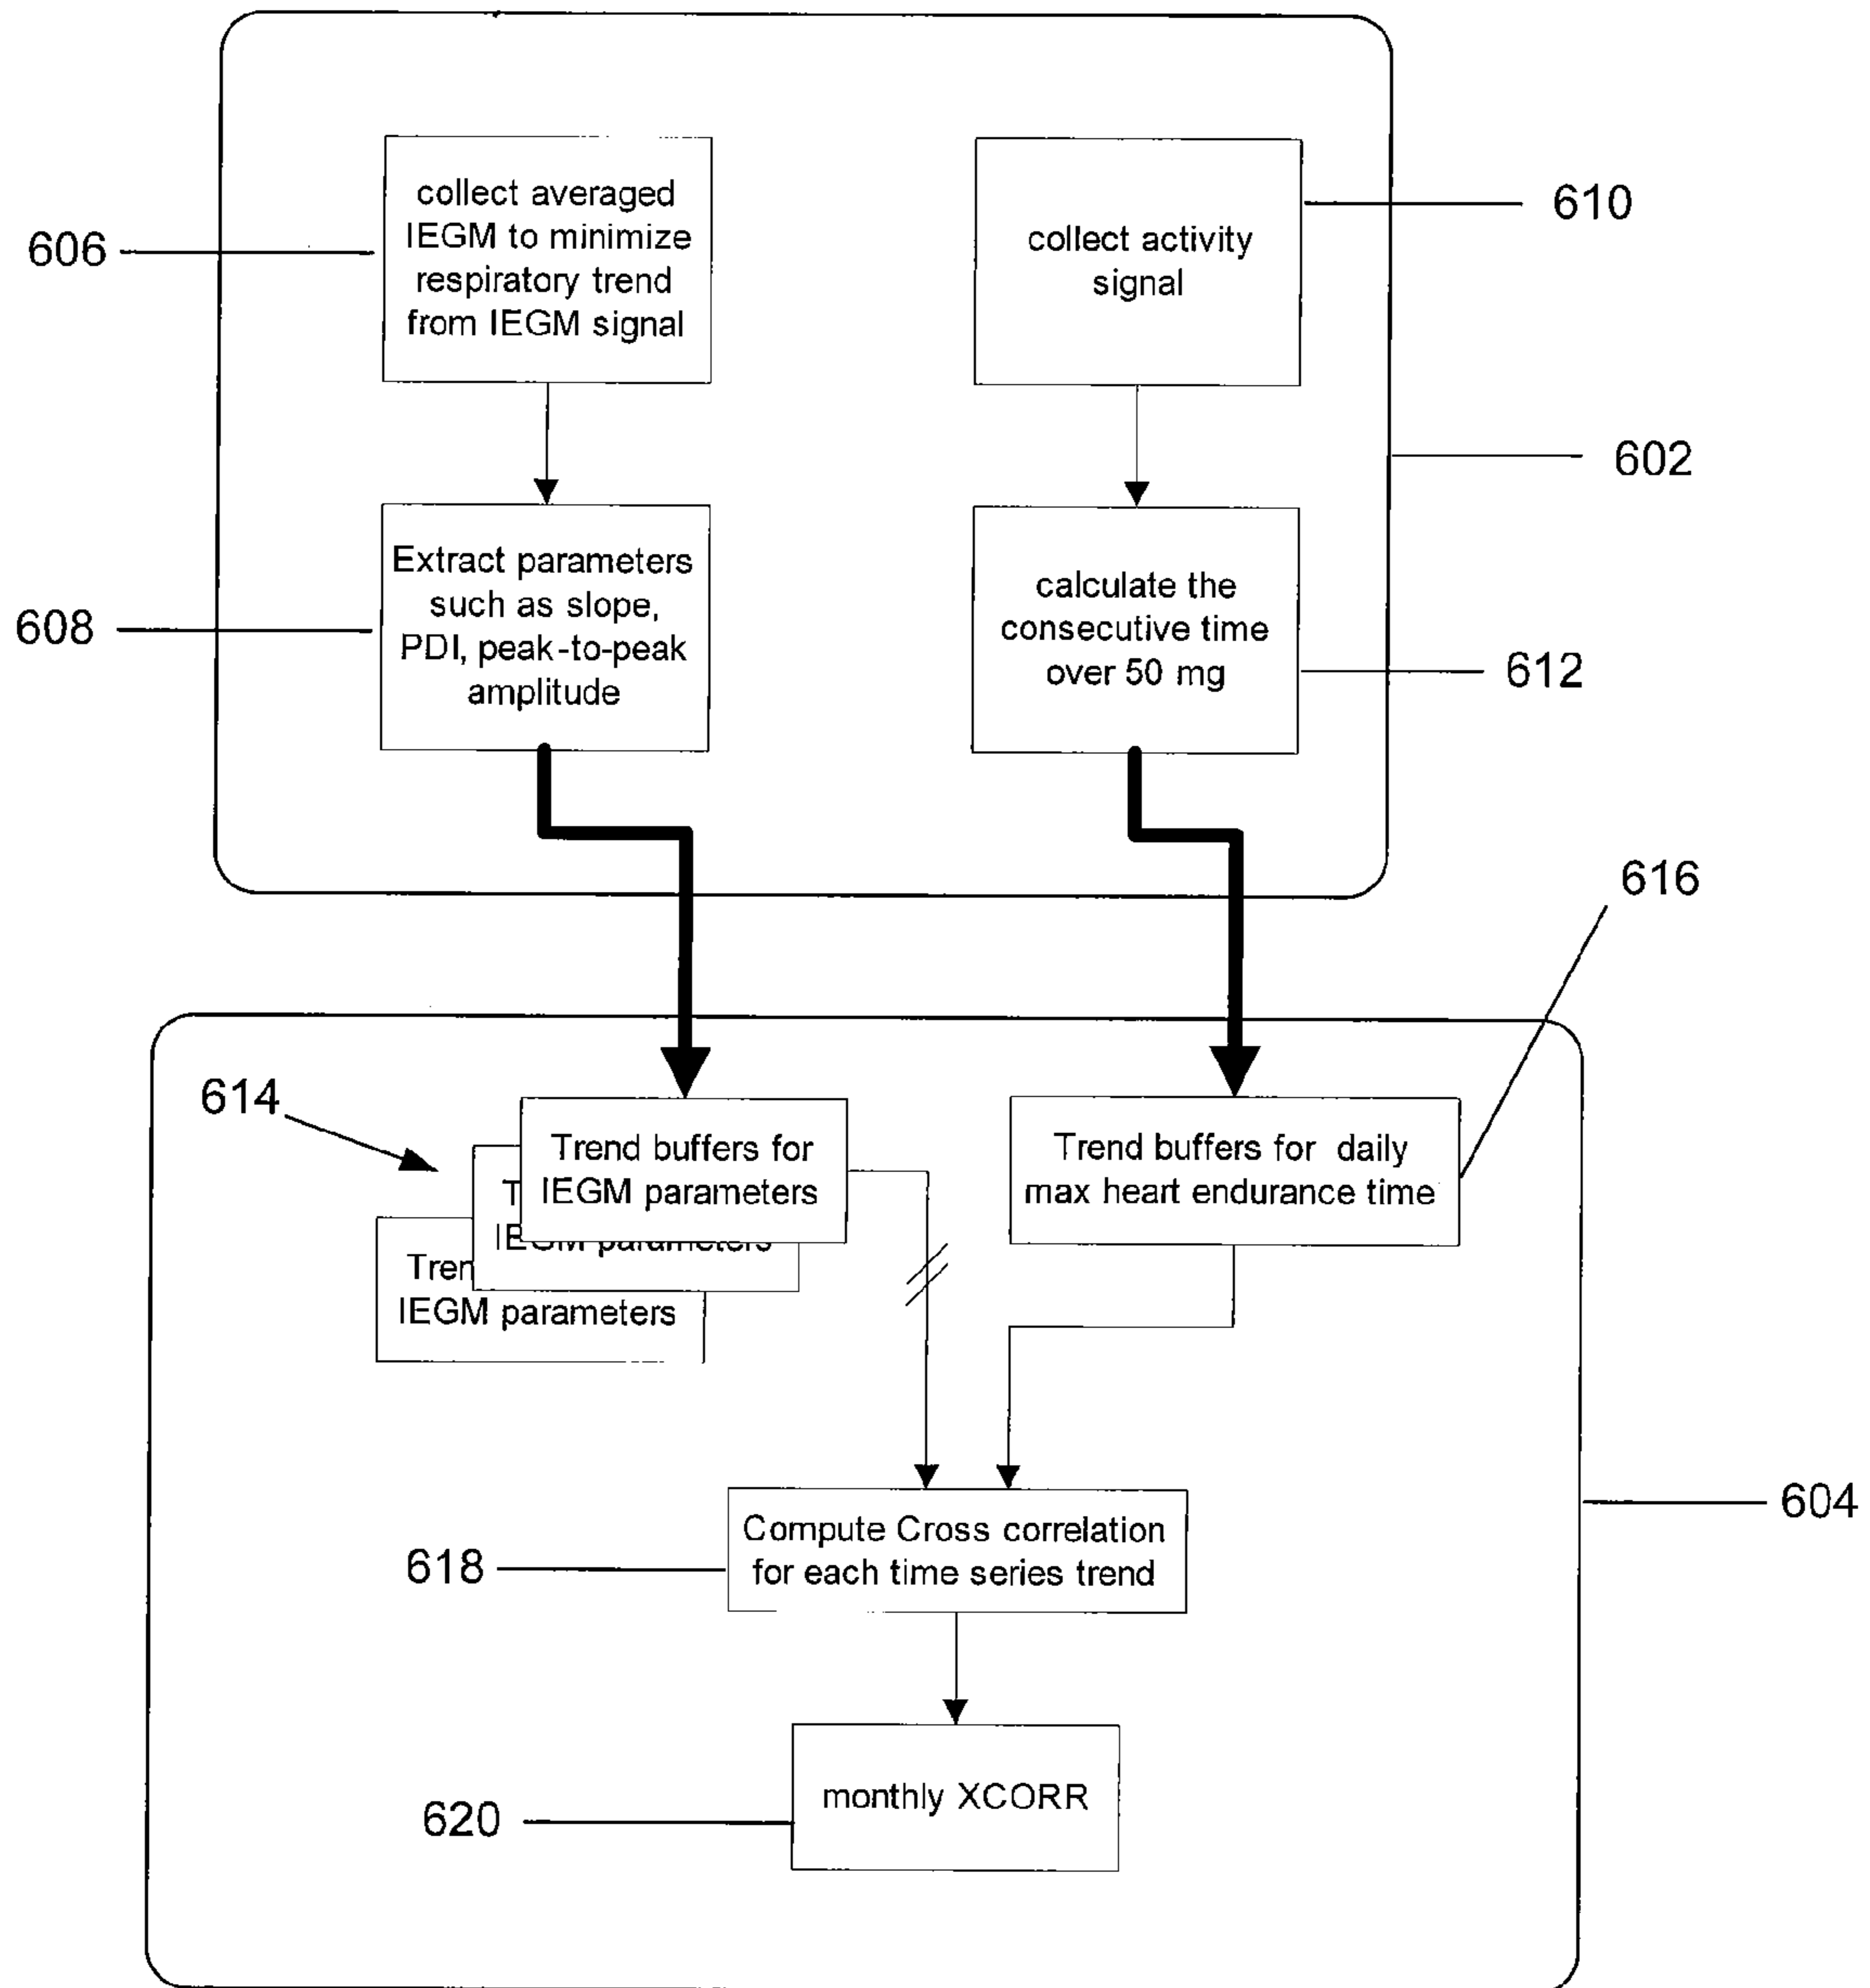 collect averaged
IEGM to minimize
respiratory trend
from IEGM signal
606
collect activity
signal
610
602
Extract parameters
such as slope,
PDI, peak-to-peak
amplitude
608
calculate the
consecutive time
over 50 mg
612
616
614
Trend buffers for
IEGM parameters
T
IEGM parameters
Tren
IEGM parameters
Trend buffers for daily
max heart endurance time
604
Compute Cross correlation
for each time series trend
618
monthly XCORR
620